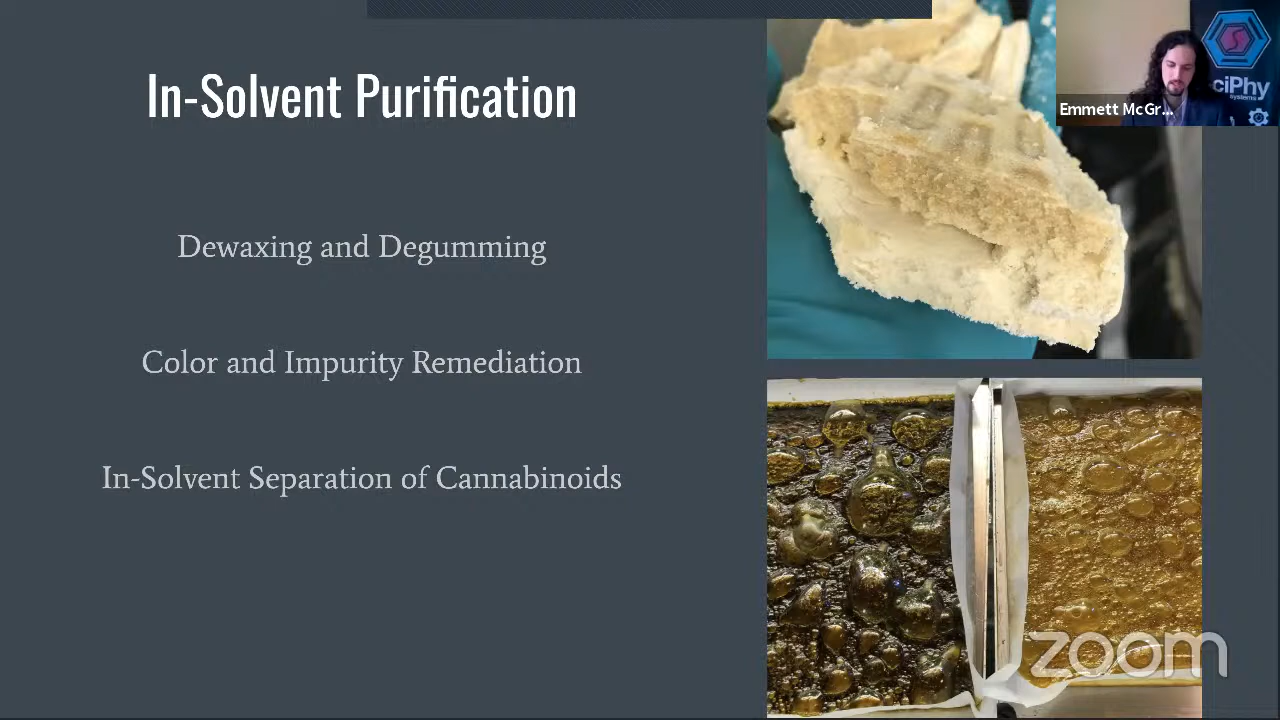 In-Solvent Purification
Dewaxing and Degumming
Color and Impurity Remediation
In-Solvent Separation of Cannabinoids
Emmett McGr...
ciPhy
systems
zoom